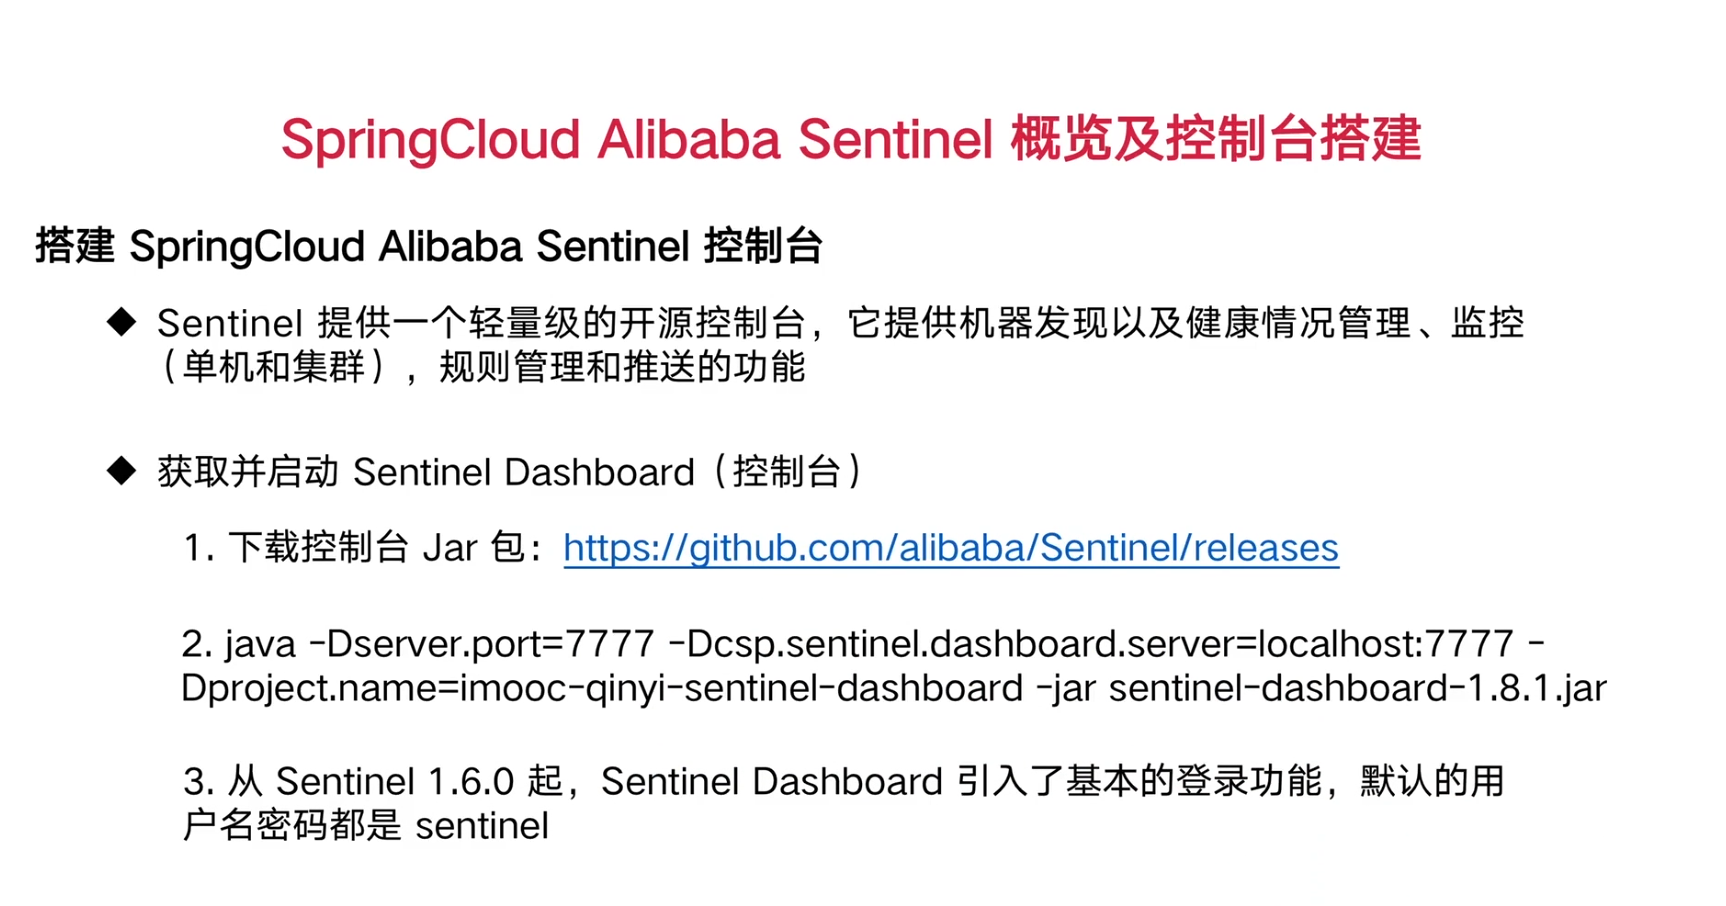 SpringCloud Alibaba Sentinel 概览及控制台搭建
搭建 SpringCloud Alibaba Sentinel 控制台
◆ Sentinel 提供一个轻量级的开源控制台，它提供机器发现以及健康情况管理、监控
（单机和集群），规则管理和推送的功能
◆ 获取并启动 Sentinel Dashboard（控制台）
1. 下载控制台 Jar 包：https://github.com/alibaba/Sentinel/releases
2. java -Dserver.port=7777 -Dcsp.sentinel.dashboard.server=localhost:7777 -
Dproject.name=imooc-qinyi-sentinel-dashboard -jar sentinel-dashboard-1.8.1.jar
3. 从 Sentinel 1.6.0 起，Sentinel Dashboard 引入了基本的登录功能，默认的用
户名密码都是 sentinel